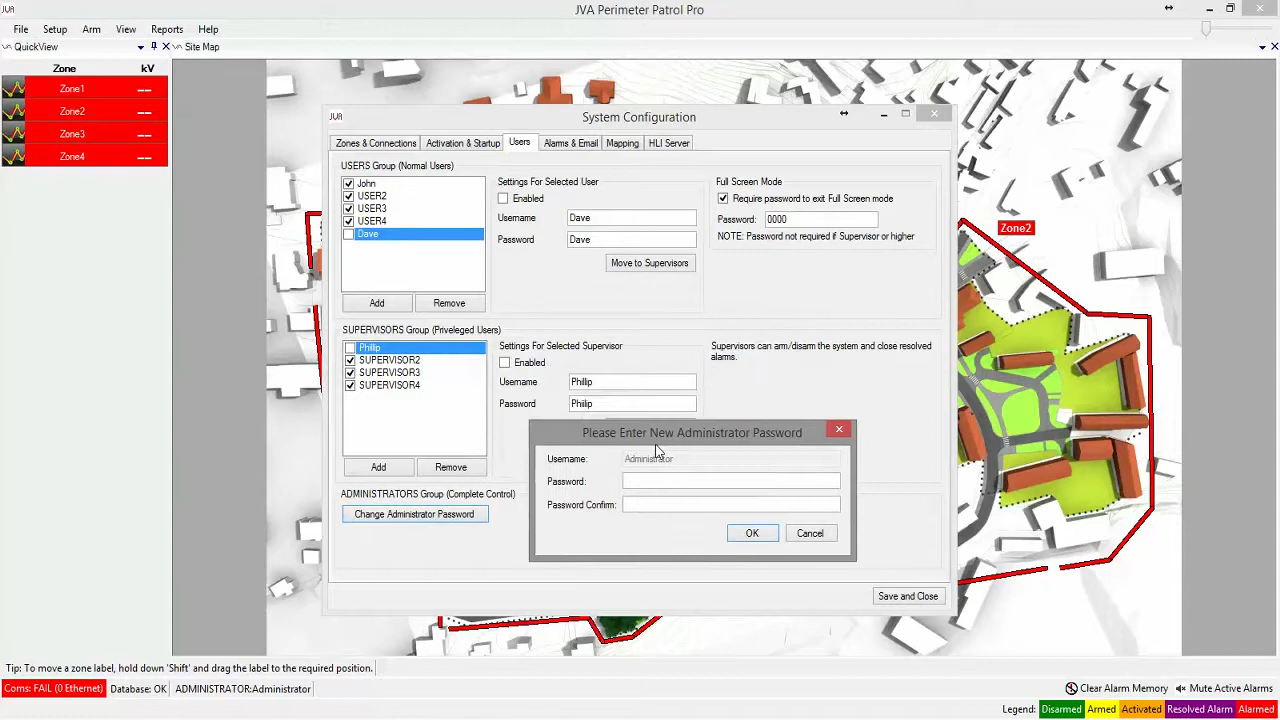 JVA
JVA Perimeter Patrol Pro
File Setup Arm View Reports Help
QuickView
Site Map
Zone kV
Zone1 --
Zone2 --
Zone3 --
Zone4 --
Zone2
JVA
System Configuration
Zones & Connections Activation & Startup Users Alarms & Email Mapping HLI Server
USERS Group (Normal Users)
John
USER2
USER3
USER4
Dave
Add Remove
Settings For Selected User
Enabled
Username Dave
Password Dave
Move to Supervisors
Full Screen Mode
Require password to exit Full Screen mode
Password: 0000
NOTE: Password not required if Supervisor or higher
SUPERVISORS Group (Priveleged Users)
Phillip
SUPERVISOR2
SUPERVISOR3
SUPERVISOR4
Add Remove
Settings For Selected Supervisor
Enabled
Username Phillip
Password Phillip
Supervisors can arm/disarm the system and close resolved
alarms.
ADMINISTRATORS Group (Complete Control)
Change Administrator Password
Please Enter New Administrator Password
Username: Administrator
Password:
Password Confirm:
OK Cancel
Save and Close
Tip: To move a zone label, hold down 'Shift' and drag the label to the required position.
Coms: FAIL (0 Ethernet) Database: OK ADMINISTRATOR:Administrator
Clear Alarm Memory Mute Active Alarms
Legend: Disarmed Armed Activated Resolved Alarm Alarmed